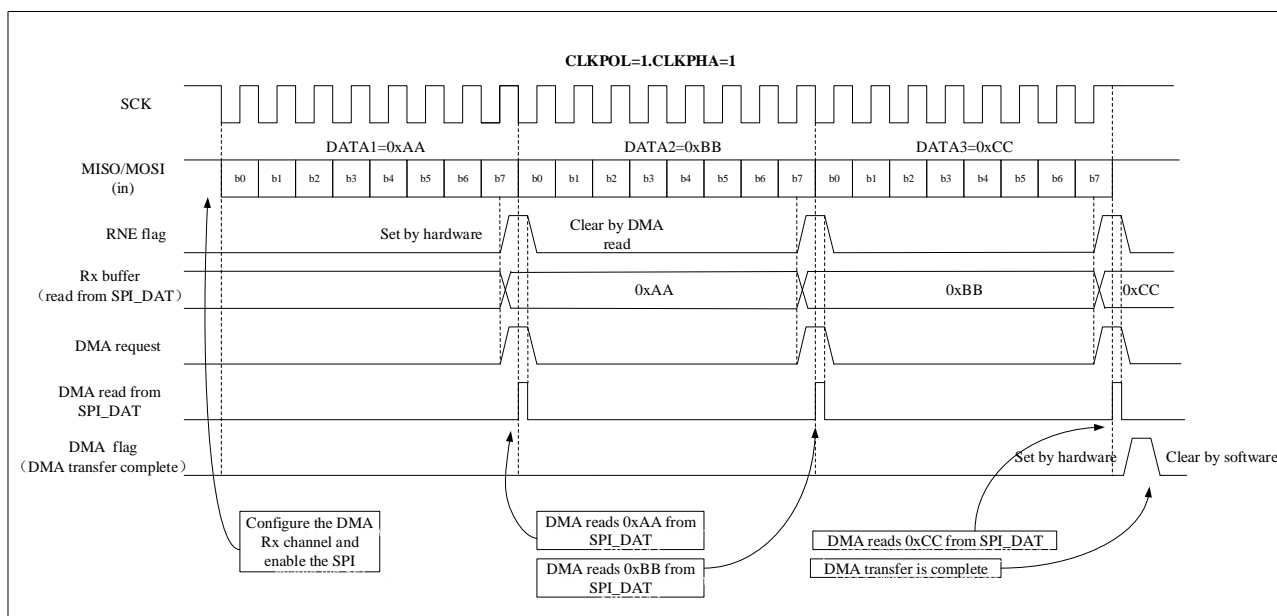 CLKPOL=1.CLKPHA=1
SCK
DATA1=0xAA
DATA2=0xBB
DATA3=0xCC
MISO/MOSI
(in)
b0 b1 b2 b3 b4 b5 b6 b7 b0 b1 b2 b3 b4 b5 b6 b7 b0 b1 b2 b3 b4 b5 b6 b7
RNE flag
Set by hardware
Clear by DMA
read
Rx buffer
（read from SPI_DAT）
0xAA
0xBB
0xCC
DMA request
DMA read from
SPI_DAT
DMA flag
（DMA transfer complete）
Set by hardware
Clear by software
Configure the DMA
Rx channel and
enable the SPI
DMA reads 0xAA from
SPI_DAT
DMA reads 0xBB from
SPI_DAT
DMA reads 0xCC from SPI_DAT
DMA transfer is complete